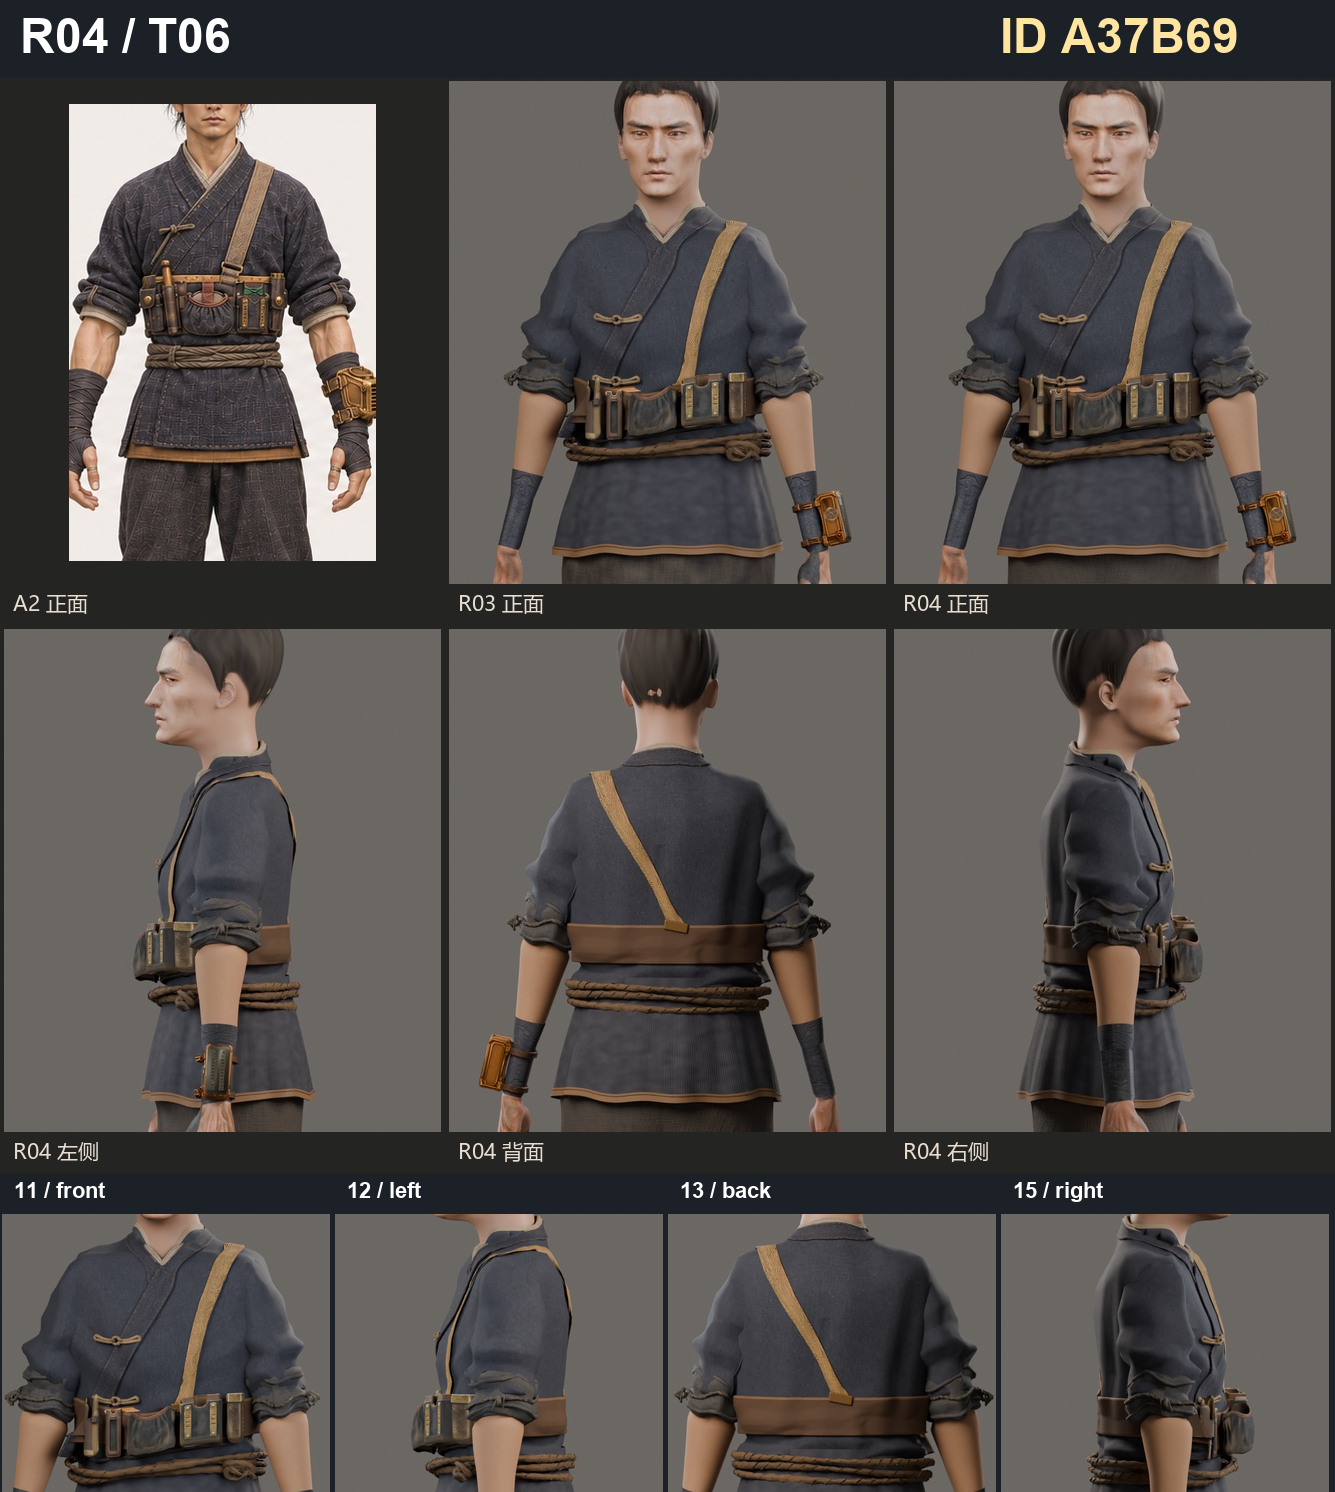 R04 / T06
ID A37B69
A2 正面
R03 正面
R04 正面
R04 左侧
R04 背面
R04 右侧
11 / front
12 / left
13 / back
15 / right